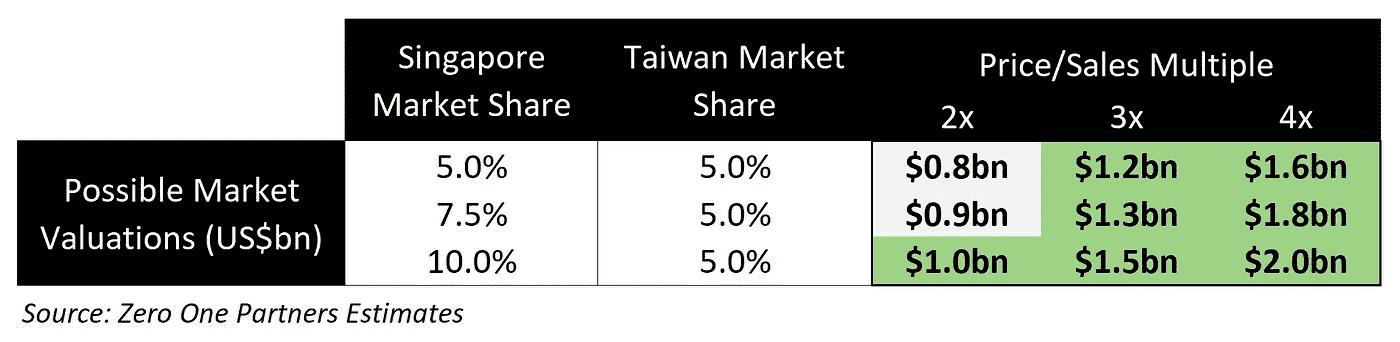 Singapore Market Share
Taiwan Market Share
Price/Sales Multiple
2x 3x 4x
Possible Market Valuations (US$bn)
5.0% 5.0% $0.8bn $1.2bn $1.6bn
7.5% 5.0% $0.9bn $1.3bn $1.8bn
10.0% 5.0% $1.0bn $1.5bn $2.0bn
Source: Zero One Partners Estimates